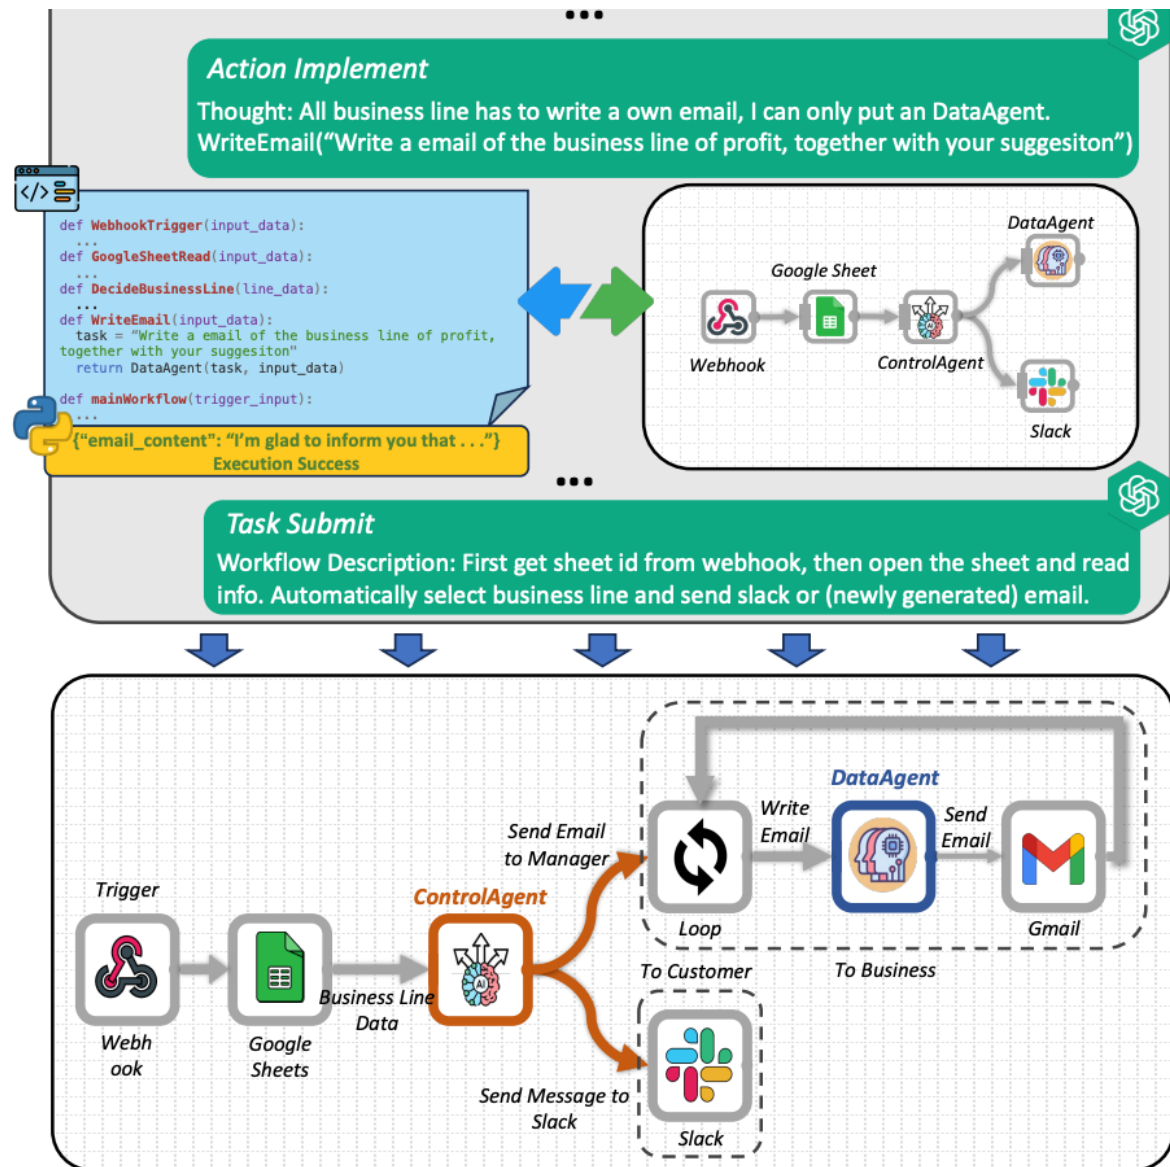 ...
Action Implement
Thought: All business line has to write a own email, I can only put an DataAgent.
WriteEmail(“Write a email of the business line of profit, together with your suggesiton”)
</>
def WebhookTrigger(input_data):
...
def GoogleSheetRead(input_data):
...
def DecideBusinessLine(line_data):
...
def WriteEmail(input_data):
task = “Write a email of the business line of profit,
together with your suggesiton"
return DataAgent(task, input_data)
def mainWorkflow(trigger_input):
...
{“email_content”: “I’m glad to inform you that . . .”}
Execution Success
DataAgent
Google Sheet
AI
Webhook
ControlAgent
Slack
...
Task Submit
Workflow Description: First get sheet id from webhook, then open the sheet and read
info. Automatically select business line and send slack or (newly generated) email.
DataAgent
Write
Email
Send
Email
Send Email
to Manager
Trigger
ControlAgent
Loop
Gmail
AI
To Customer
To Business
Business Line
Data
Webh
ook
Google
Sheets
Send Message to
Slack
Slack